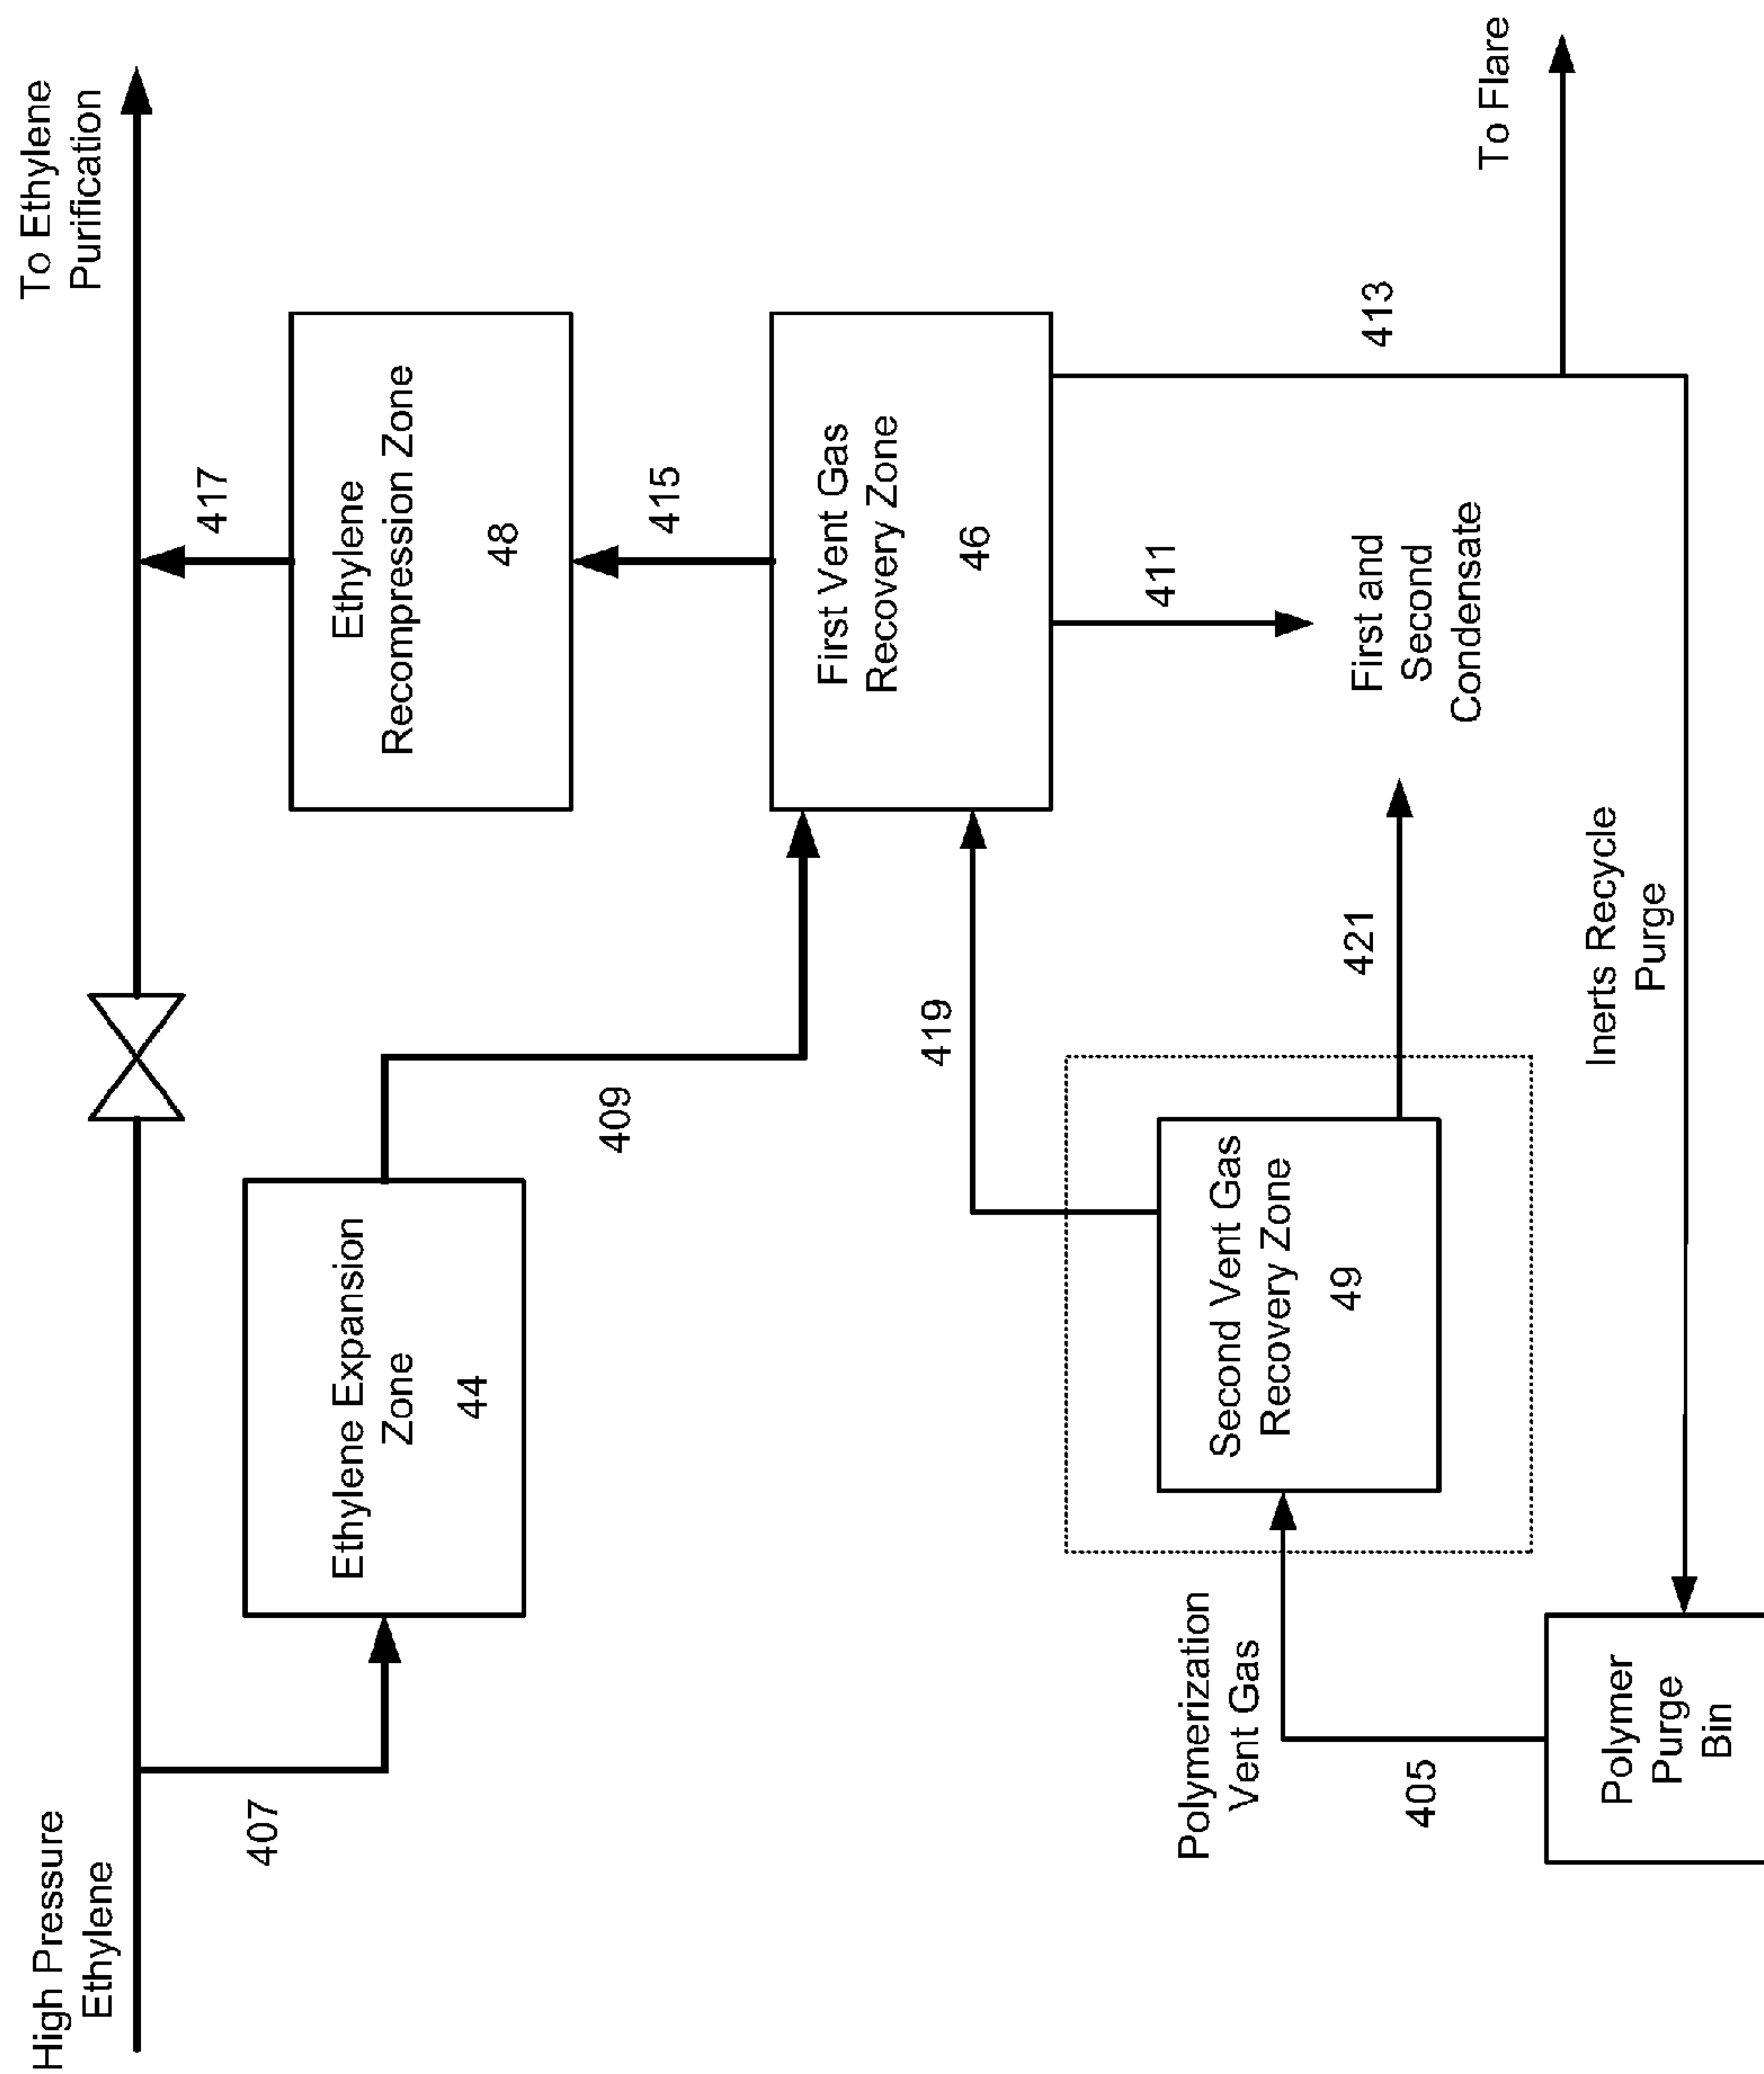 High Pressure
Ethylene
To Ethylene
Purification
407
Ethylene Expansion
Zone
44
409
417
Ethylene
Recompression Zone
48
415
First Vent Gas
Recovery Zone
46
419
411
413
First and
Second
Condensate
To Flare
Polymerization
Vent Gas
405
Second Vent Gas
Recovery Zone
49
421
Inerts Recycle
Purge
Polymer
Purge
Bin